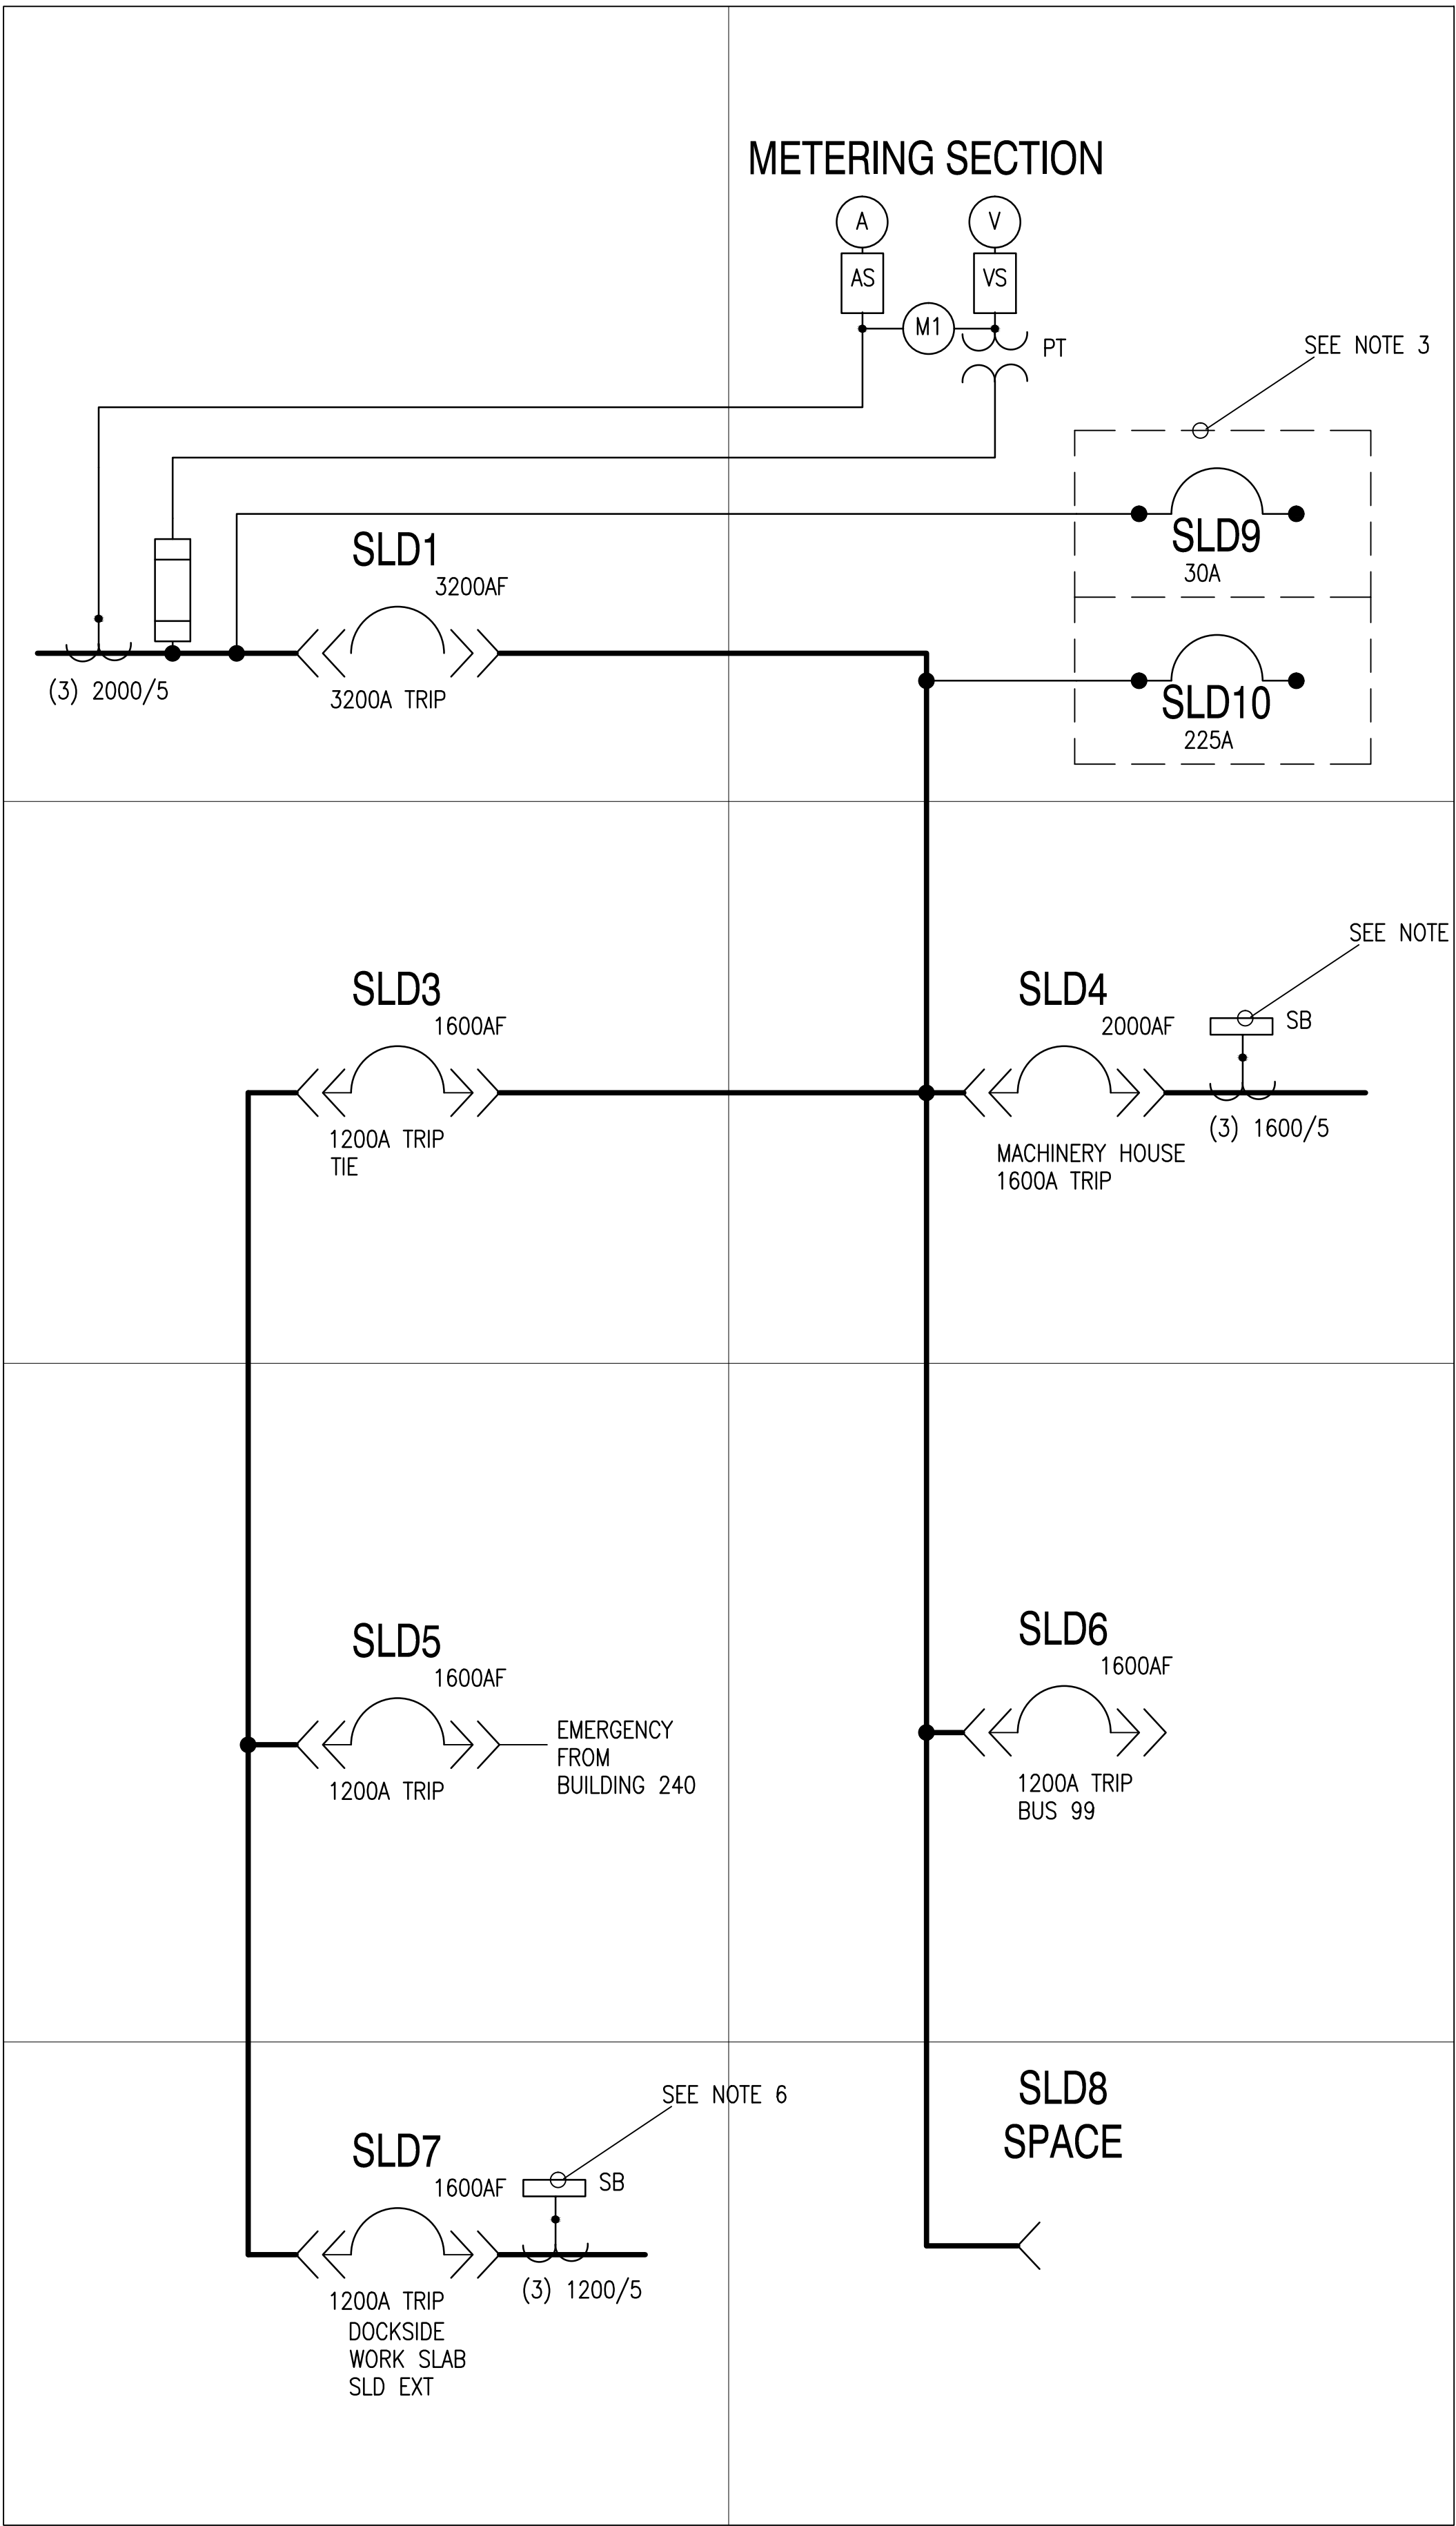 METERING SECTION
A
V
AS
VS
M1
PT
SEE NOTE 3
SLD1
3200AF
3200A TRIP
(3) 2000/5
SLD9
30A
SLD10
225A
SLD3
1600AF
1200A TRIP
TIE
SLD4
2000AF
MACHINERY HOUSE
1600A TRIP
SEE NOTE
SB
(3) 1600/5
SLD5
1600AF
1200A TRIP
EMERGENCY
FROM
BUILDING 240
SLD6
1600AF
1200A TRIP
BUS 99
SLD7
1600AF
1200A TRIP
DOCKSIDE
WORK SLAB
SLD EXT
SEE NOTE 6
SB
(3) 1200/5
SLD8
SPACE